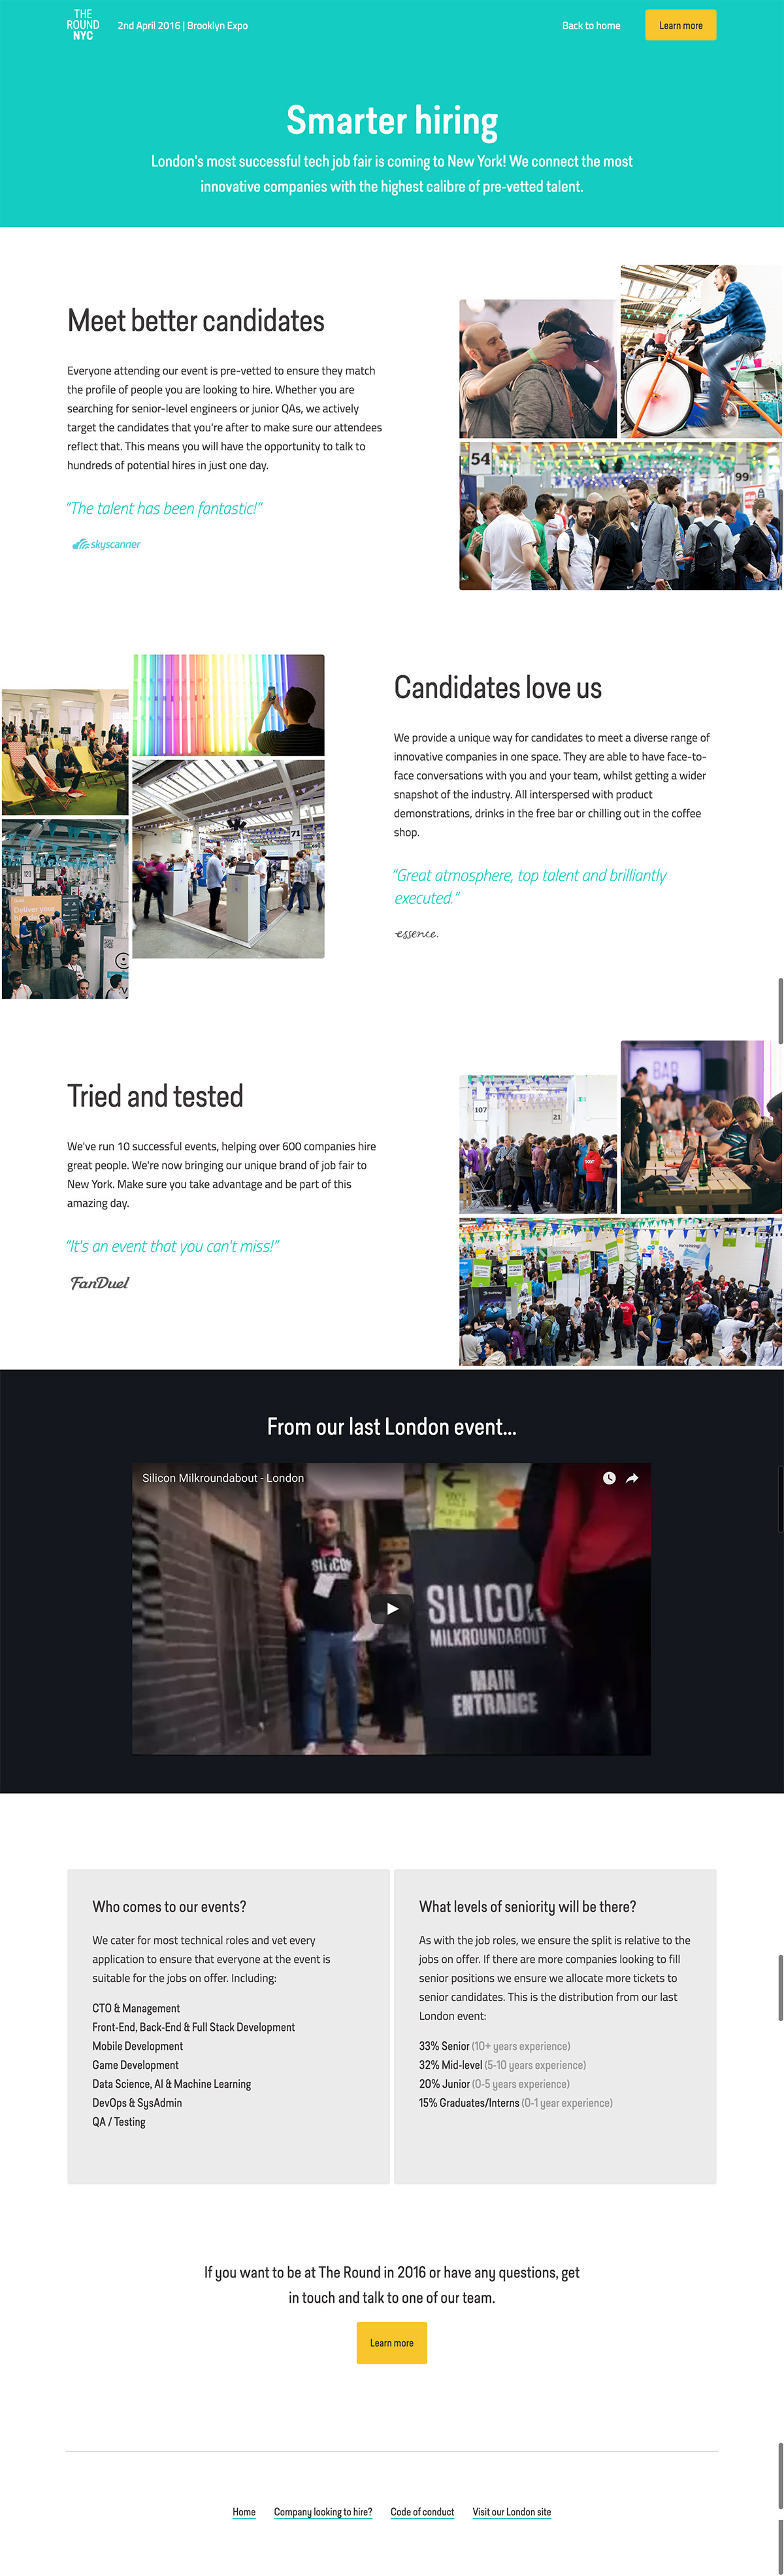 THE
ROUND
NYC
2nd April 2016 | Brooklyn Expo
Back to home
Learn more
Smarter hiring
London's most successful tech job fair is coming to New York! We connect the most
innovative companies with the highest calibre of pre-vetted talent.
Meet better candidates
Everyone attending our event is pre-vetted to ensure they match
the profile of people you are looking to hire. Whether you are
searching for senior-level engineers or junior QAs, we actively
target the candidates that you're after to make sure our attendees
reflect that. This means you will have the opportunity to talk to
hundreds of potential hires in just one day.
“The talent has been fantastic!”
skyscanner
54
99
Candidates love us
We provide a unique way for candidates to meet a diverse range of
innovative companies in one space. They are able to have face-to-
face conversations with you and your team, whilst getting a wider
snapshot of the industry. All interspersed with product
demonstrations, drinks in the free bar or chilling out in the coffee
shop.
“Great atmosphere, top talent and brilliantly
executed.”
essence.
71
120
Deliver your
Tried and tested
We've run 10 successful events, helping over 600 companies hire
great people. We're now bringing our unique brand of job fair to
New York. Make sure you take advantage and be part of this
amazing day.
“It's an event that you can't miss!”
FanDuel
107
21
BAB
From our last London event...
Silicon Milkroundabout - London
SILICON
SILICON
MILKROUNDABOUT
MAIN
ENTRANCE
Who comes to our events?
We cater for most technical roles and vet every
application to ensure that everyone at the event is
suitable for the jobs on offer. Including:
CTO & Management
Front-End, Back-End & Full Stack Development
Mobile Development
Game Development
Data Science, AI & Machine Learning
DevOps & SysAdmin
QA / Testing
What levels of seniority will be there?
As with the job roles, we ensure the split is relative to the
jobs on offer. If there are more companies looking to fill
senior positions we ensure we allocate more tickets to
senior candidates. This is the distribution from our last
London event:
33% Senior (10+ years experience)
32% Mid-level (5-10 years experience)
20% Junior (0-5 years experience)
15% Graduates/Interns (0-1 year experience)
If you want to be at The Round in 2016 or have any questions, get
in touch and talk to one of our team.
Learn more
Home
Company looking to hire?
Code of conduct
Visit our London site